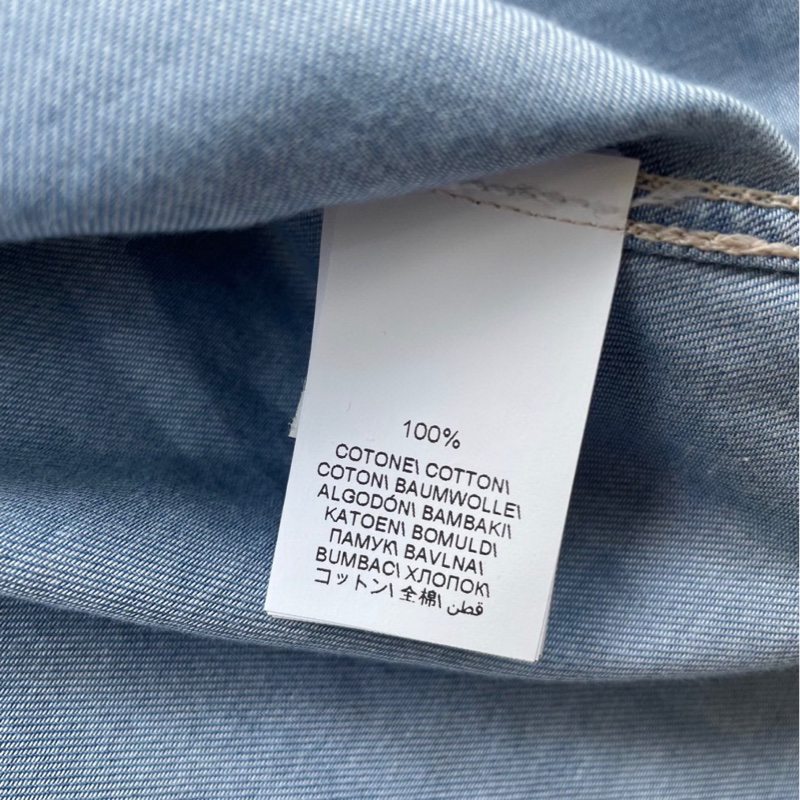 100%
COTONE\ COTTON\
COTON\ BAUMWOLLE\
ALGODÓN\ BAMBAKI\
KATOEN\ BOMULD\
ПАМУК\ BAVLNA\
BUMBAC\ ХЛОПОК\
コットン\ 全棉\ قطن